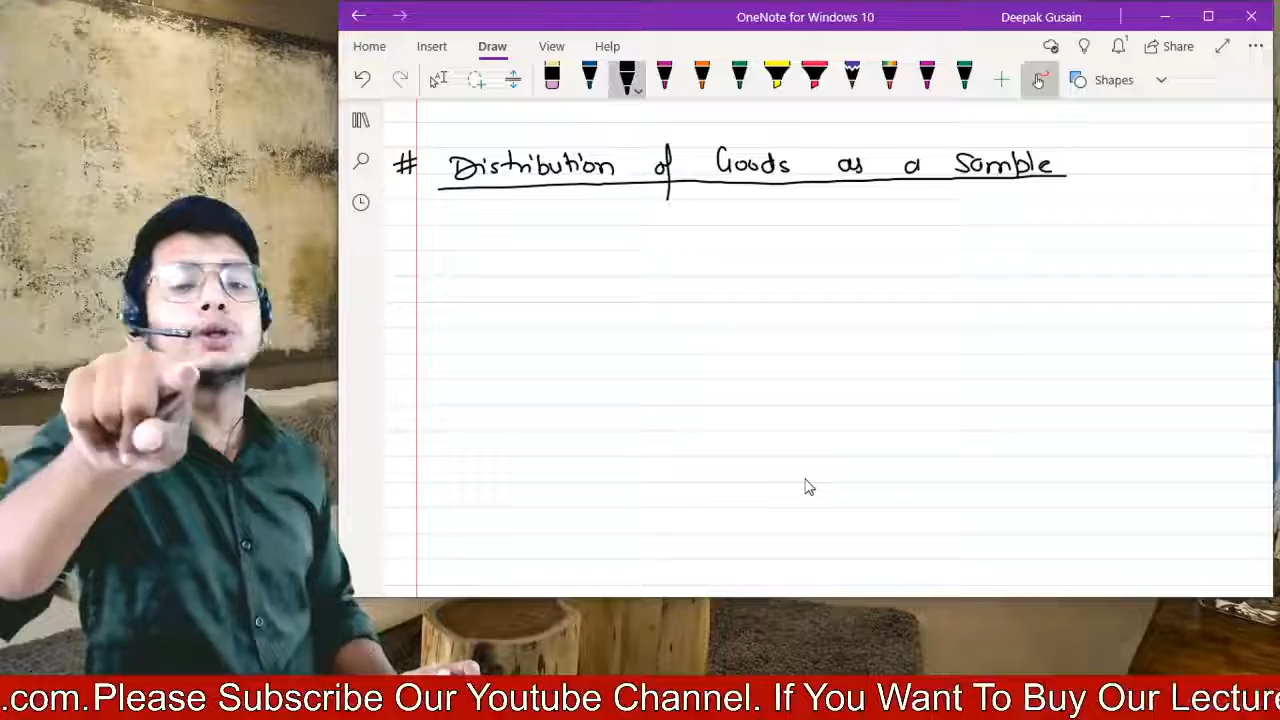 OneNote for Windows 10 Deepak Gusain
Home Insert Draw View Help Share
Shapes
# Distribution of Goods as a Sample
.com.Please Subscribe Our Youtube Channel. If You Want To Buy Our Lecture